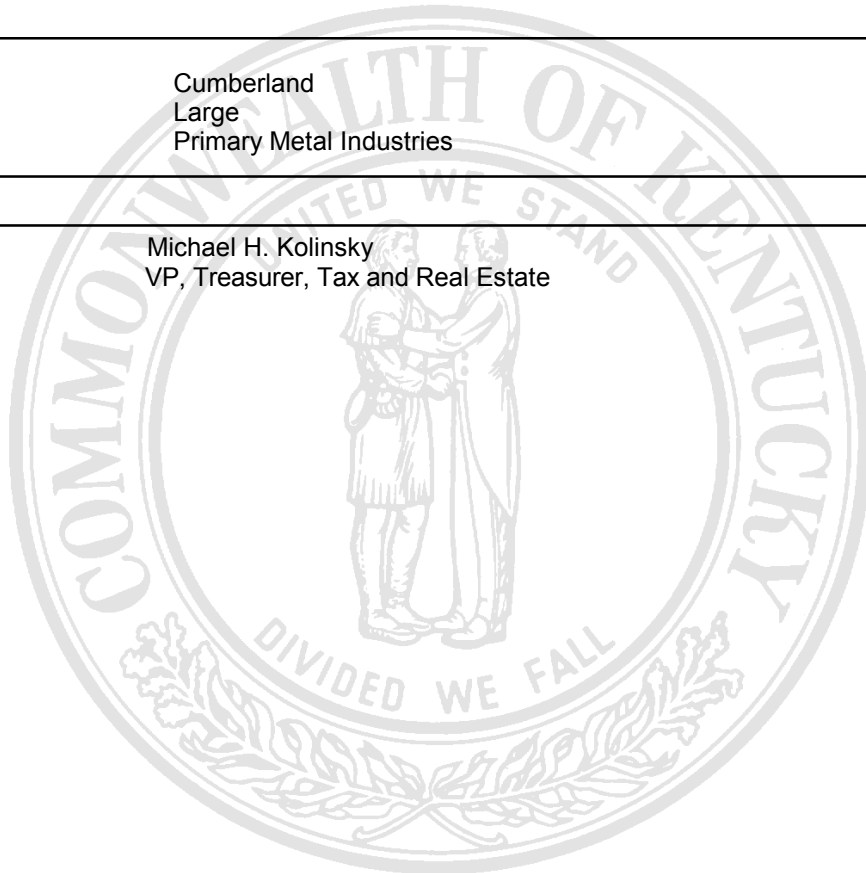 Cumberland
Large
Primary Metal Industries
Michael H. Kolinsky
VP, Treasurer, Tax and Real Estate
COMMONWEALTH OF KENTUCKY
UNITED WE STAND
DIVIDED WE FALL